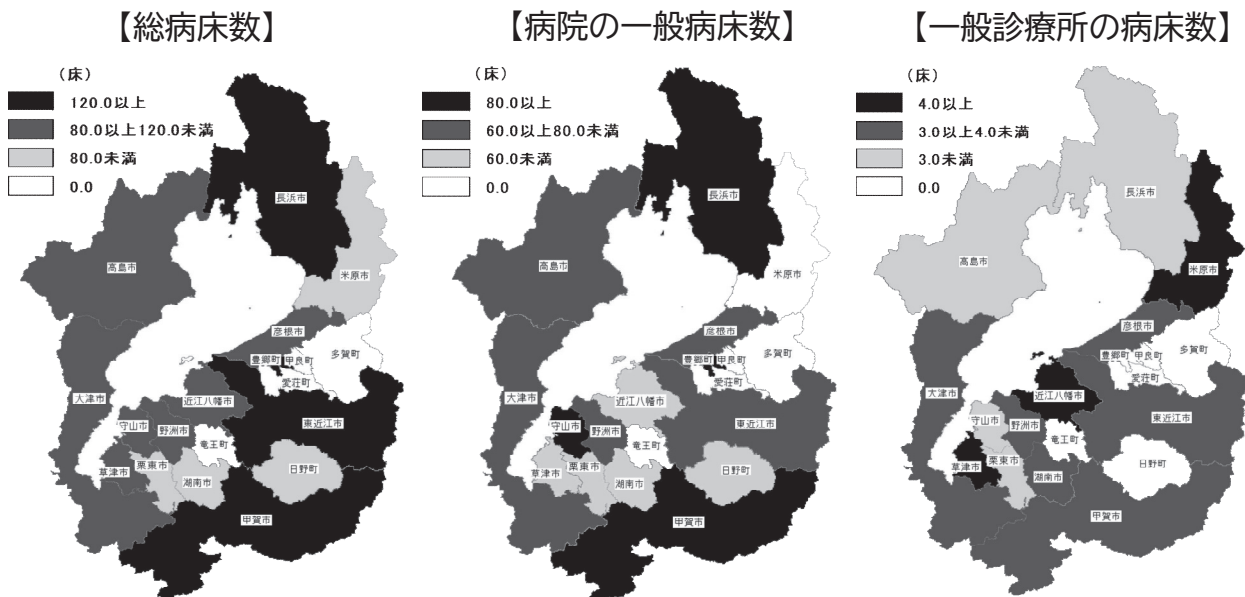 【総病床数】
(床)
120.0以上
80.0以上120.0未満
80.0未満
0.0
長浜市
高島市
米原市
彦根市
多賀町
豊郷町
甲良町
愛荘町
大津市
近江八幡市
東近江市
守山市
野洲市
竜王町
草津市
栗東市
湖南市
日野町
甲賀市
【病院の一般病床数】
(床)
80.0以上
60.0以上80.0未満
60.0未満
0.0
長浜市
高島市
米原市
彦根市
多賀町
豊郷町
甲良町
愛荘町
大津市
近江八幡市
東近江市
守山市
野洲市
竜王町
草津市
栗東市
湖南市
日野町
甲賀市
【一般診療所の病床数】
(床)
4.0以上
3.0以上4.0未満
3.0未満
0.0
長浜市
高島市
米原市
彦根市
多賀町
豊郷町
甲良町
愛荘町
大津市
近江八幡市
東近江市
守山市
野洲市
竜王町
草津市
栗東市
湖南市
日野町
甲賀市